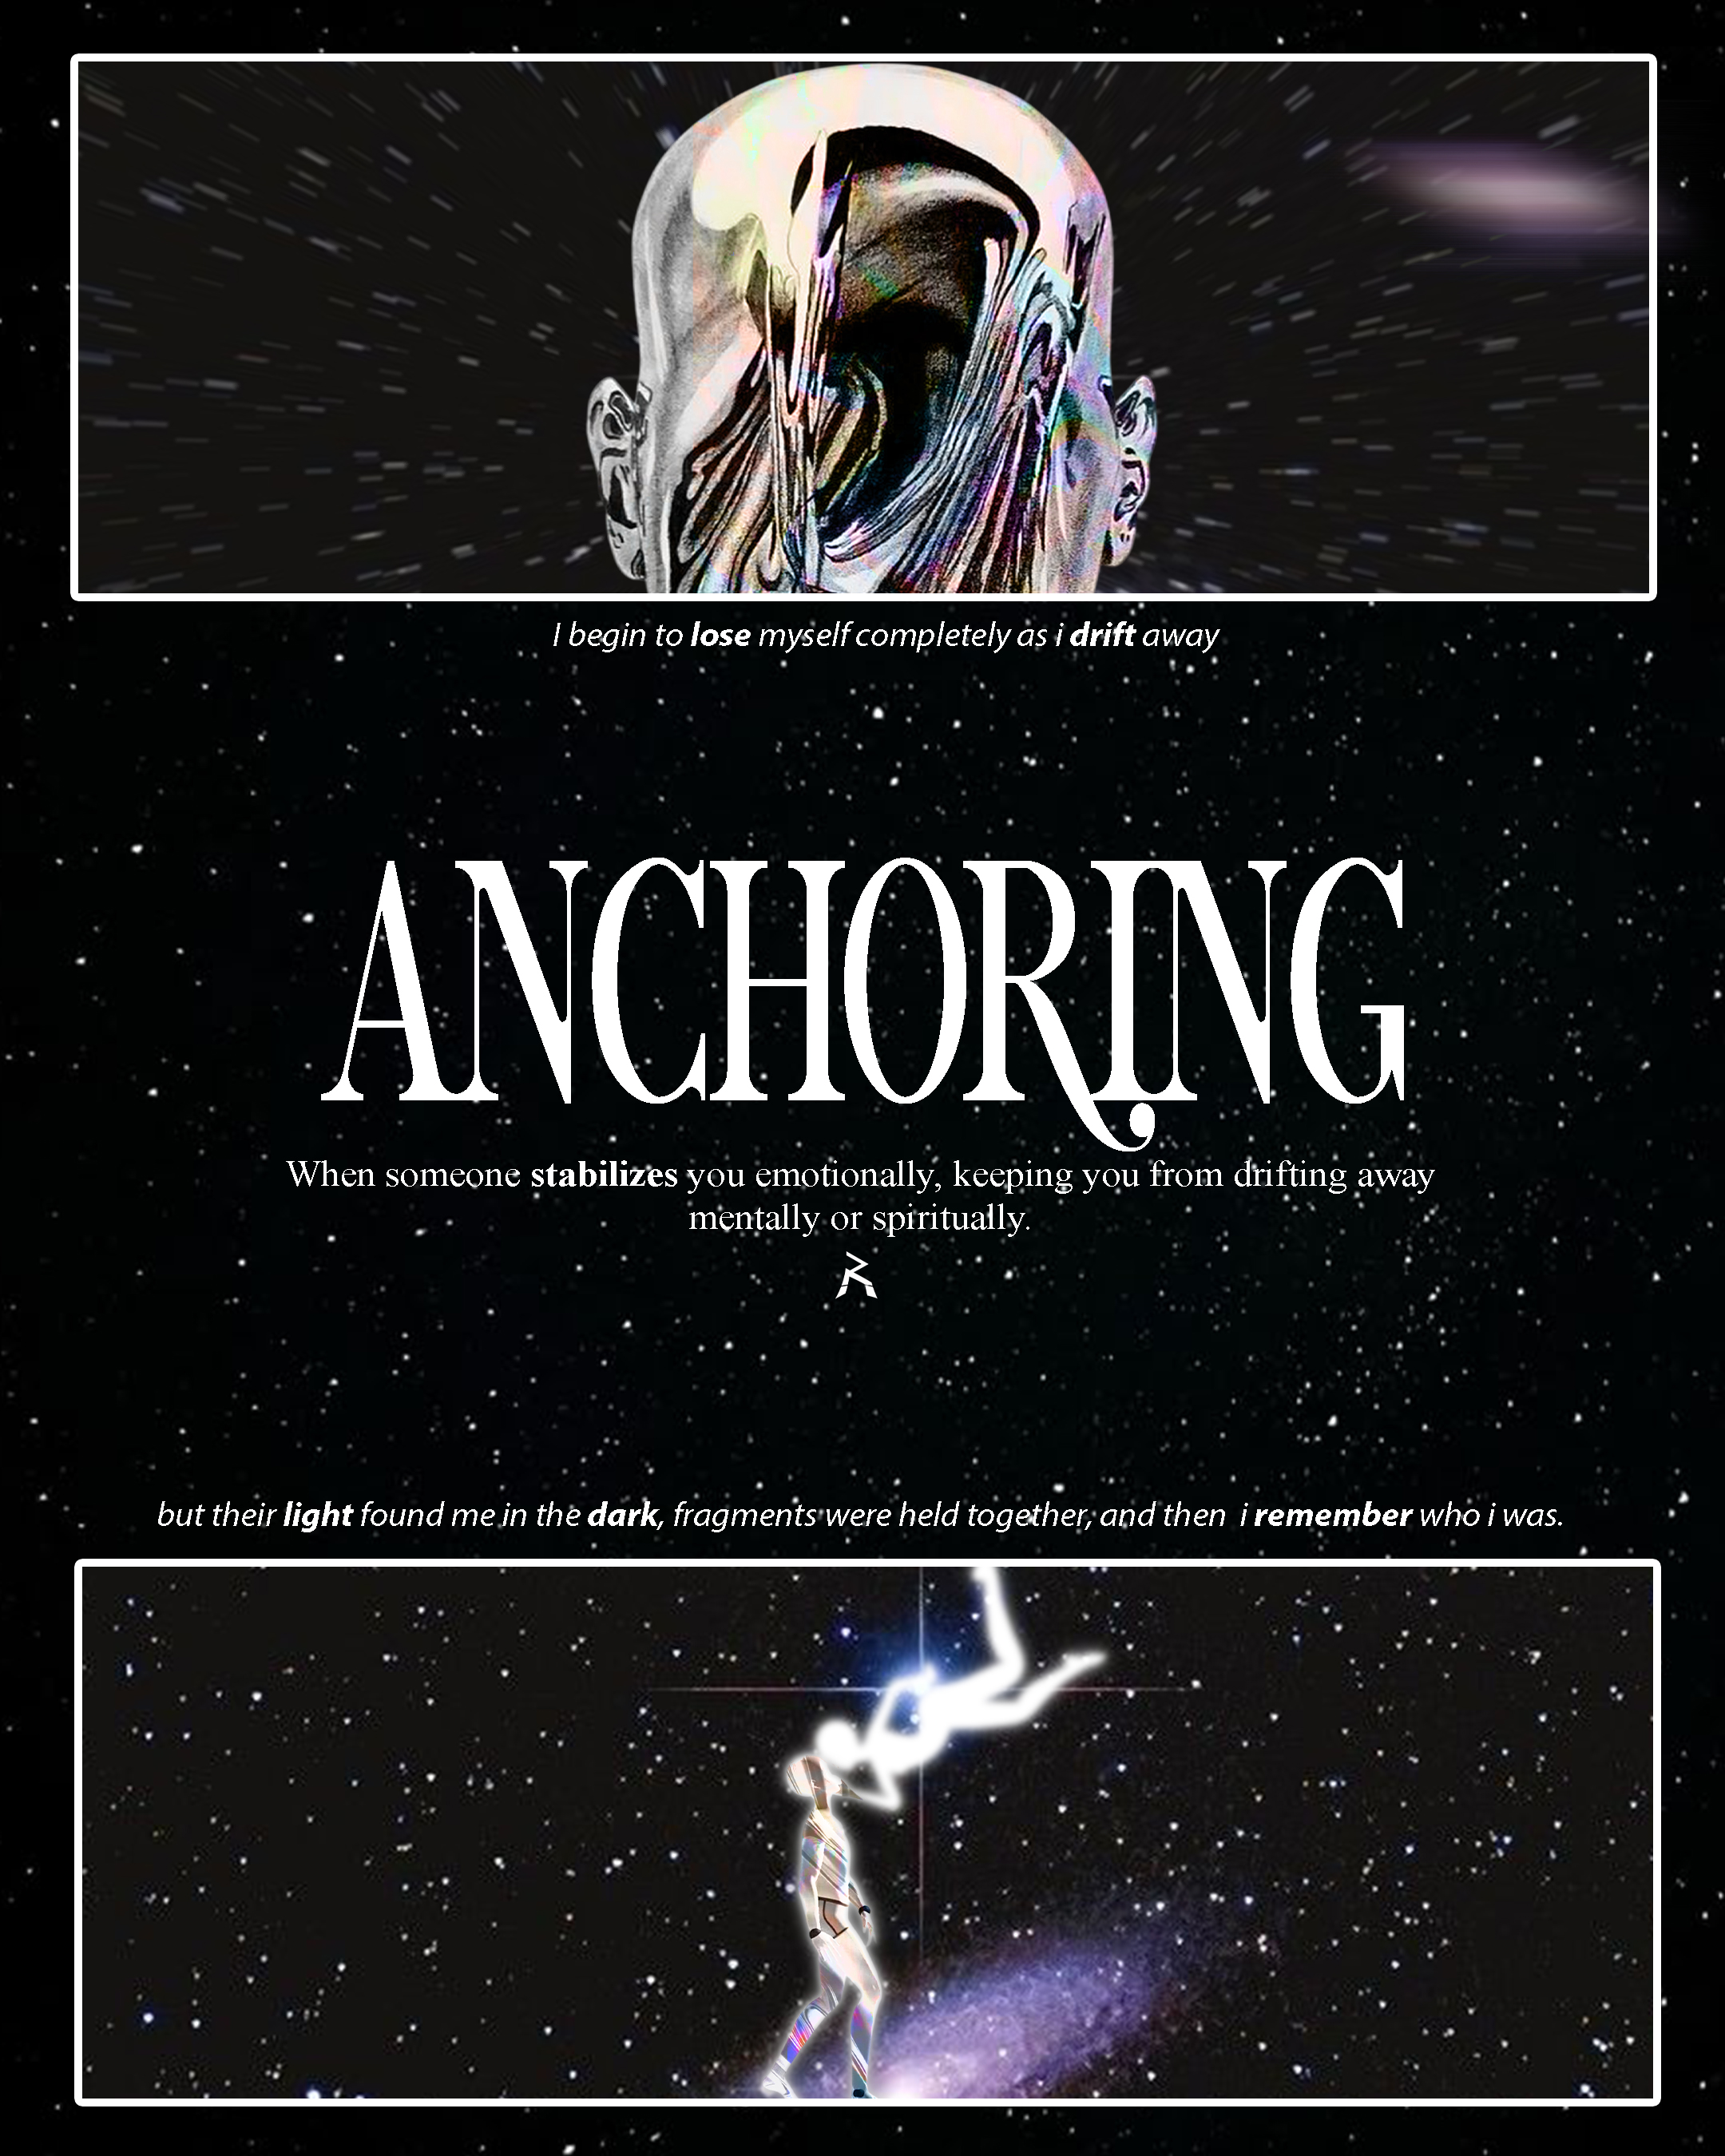 I begin to lose myself completely as i drift away
ANCHORING
When someone stabilizes you emotionally, keeping you from drifting away
mentally or spiritually.
but their light found me in the dark, fragments were held together, and then i remember who i was.